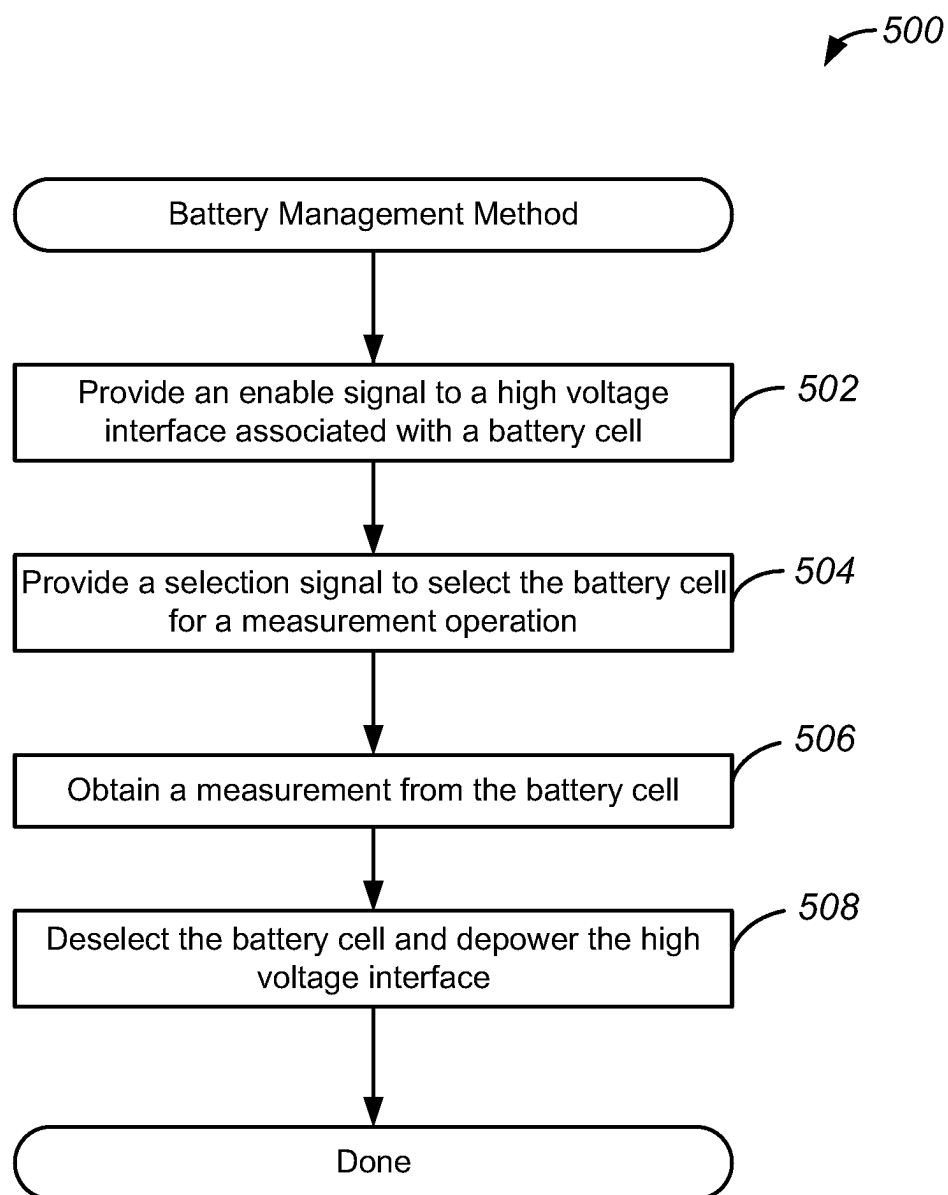 500
Battery Management Method
Provide an enable signal to a high voltage
interface associated with a battery cell
502
Provide a selection signal to select the battery cell
for a measurement operation
504
Obtain a measurement from the battery cell
506
Deselect the battery cell and depower the high
voltage interface
508
Done